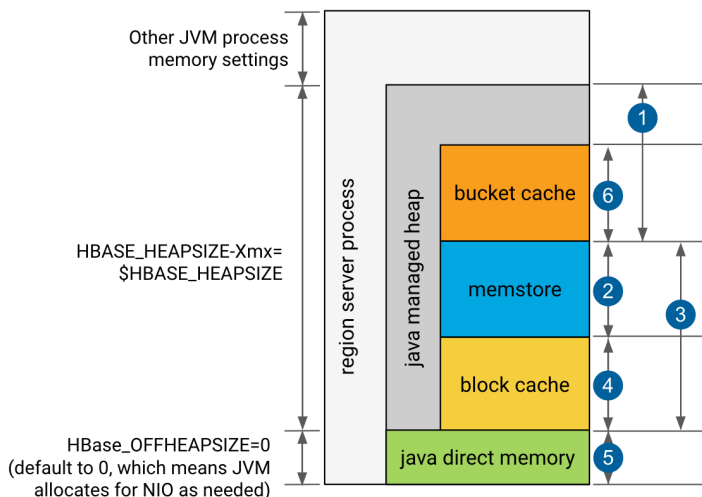 Other JVM process
memory settings
1
bucket cache
6
region server process
java managed heap
HBASE_HEAPSIZE-Xmx=
$HBASE_HEAPSIZE
memstore
2
3
block cache
4
HBase_OFFHEAPSIZE=0
(default to 0, which means JVM
allocates for NIO as needed)
java direct memory
5